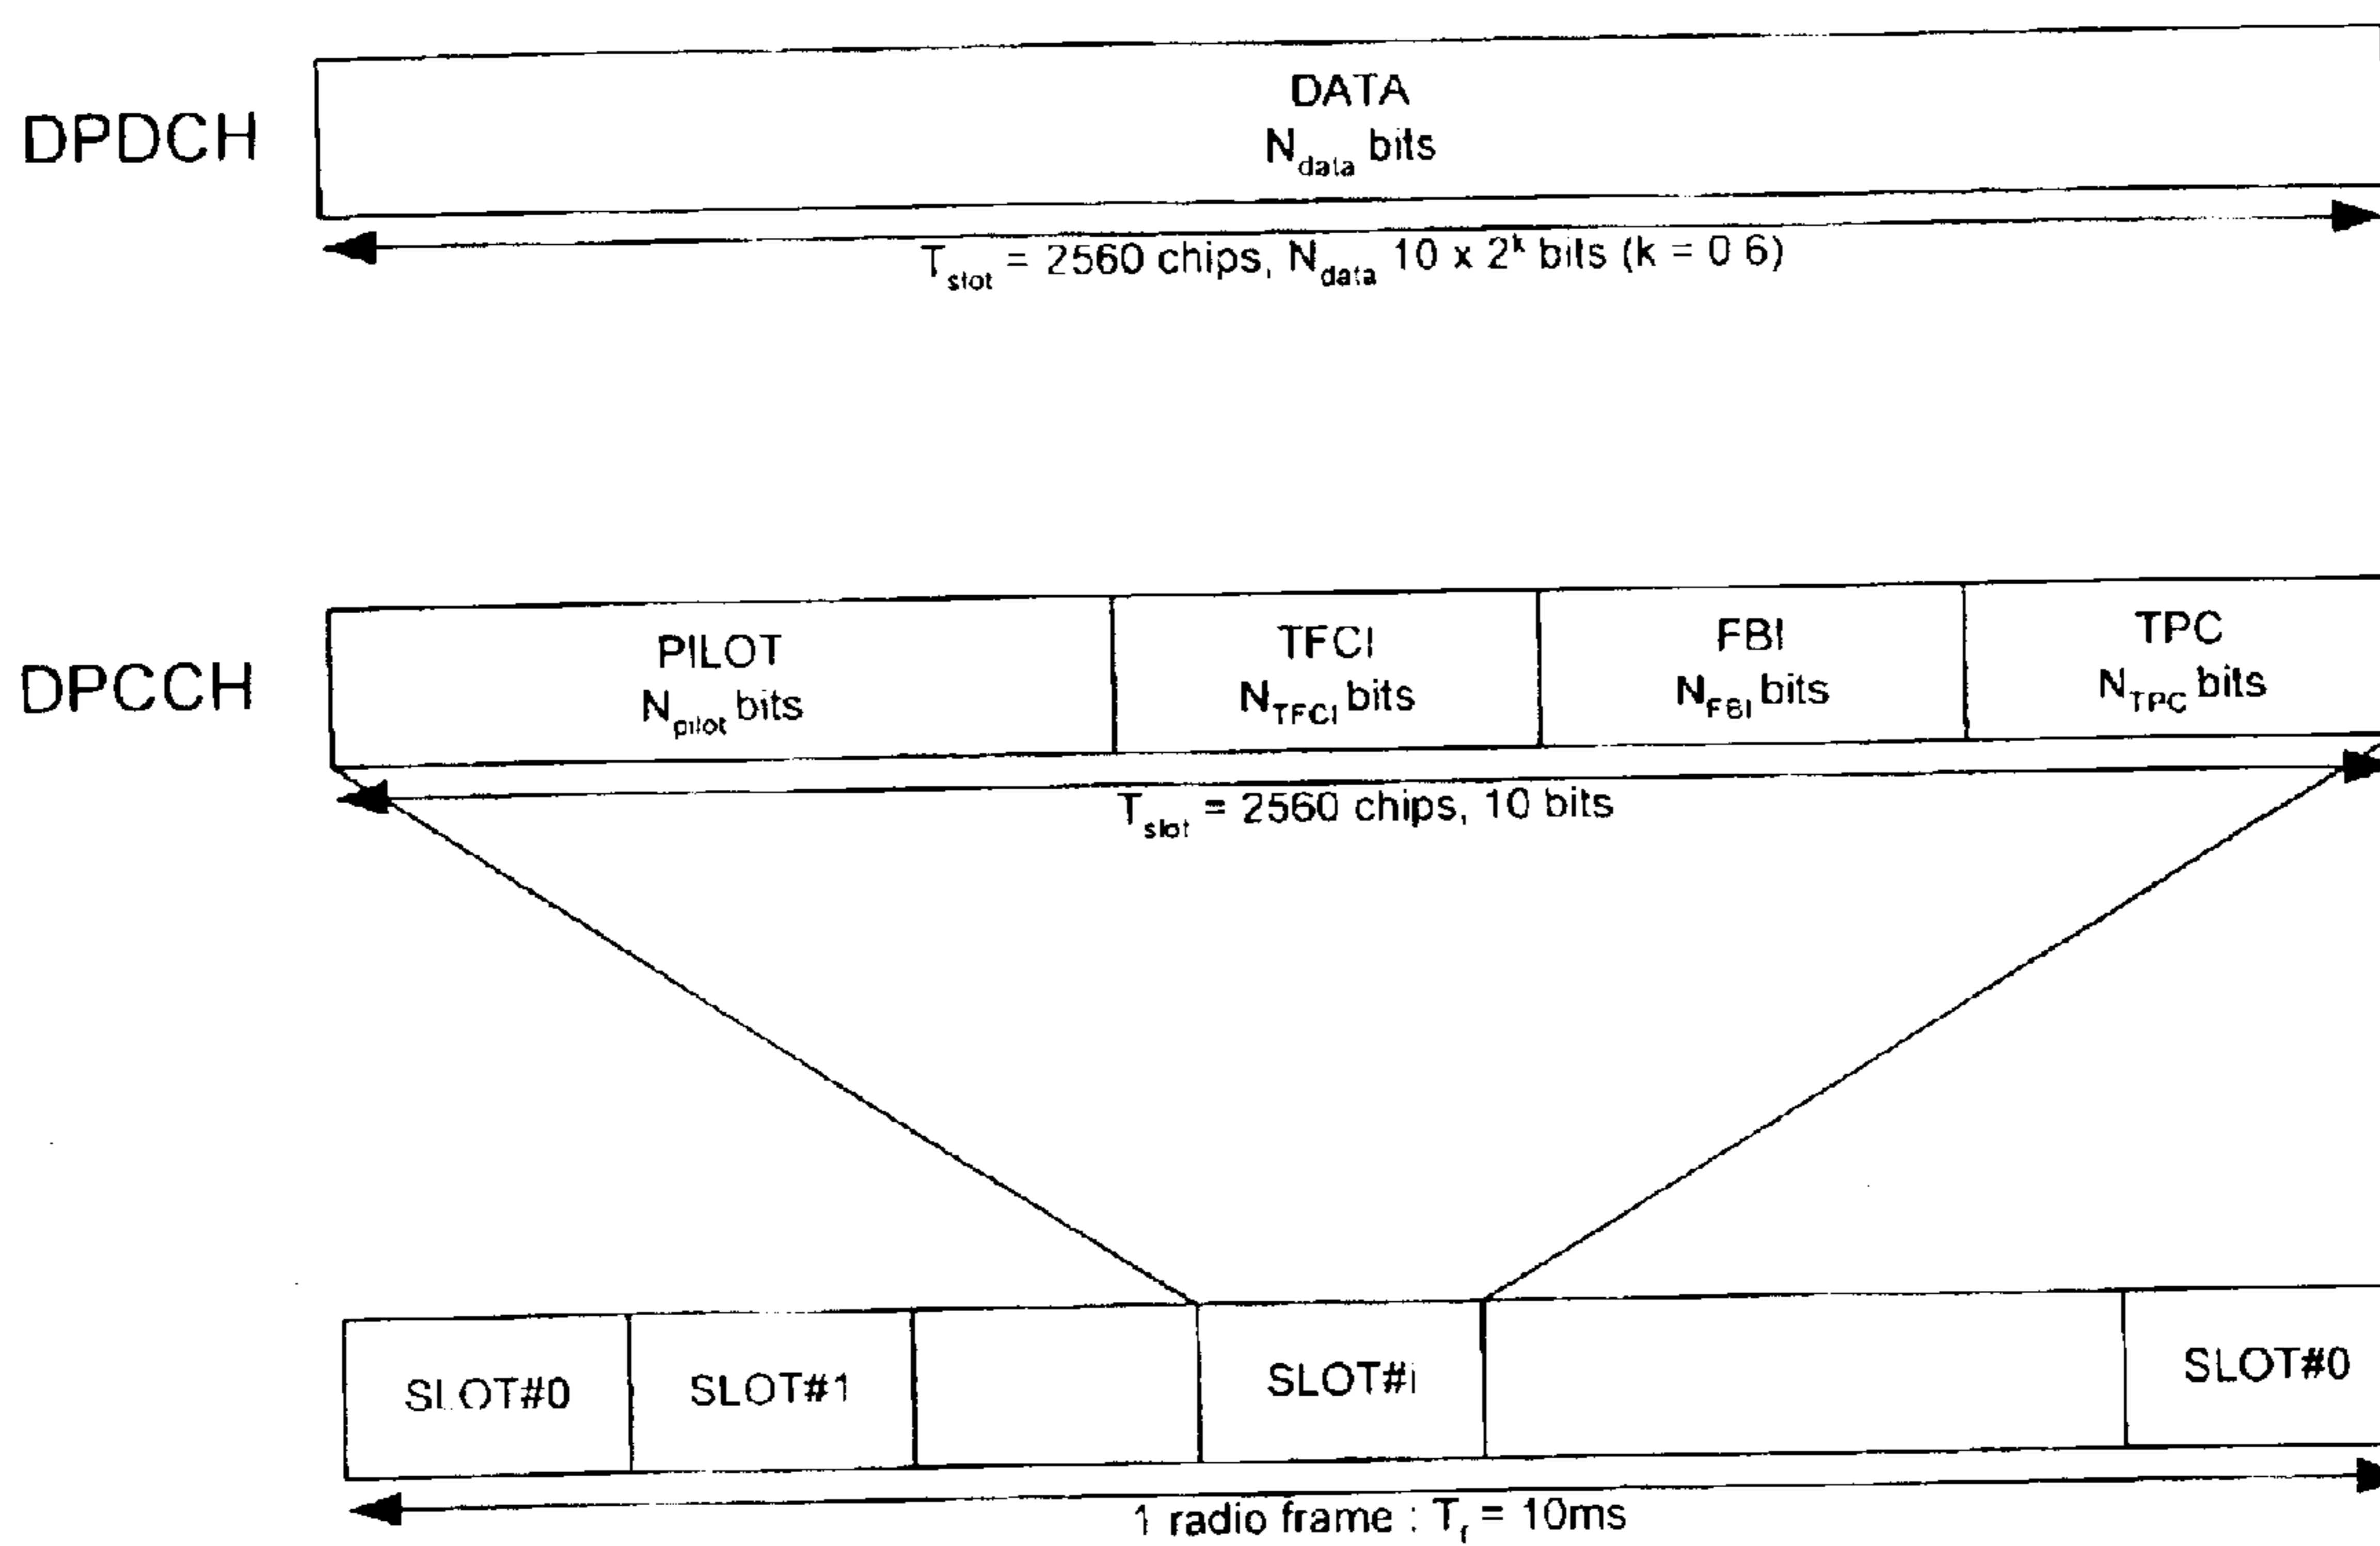 DPDCH
DATA
N_data bits
T_slot = 2560 chips, N_data 10 x 2^k bits (k = 0 6)
DPCCH
PILOT
N_pilot bits
TFCI
N_TFCI bits
FBI
N_FBI bits
TPC
N_TPC bits
T_slot = 2560 chips, 10 bits
SLOT#0
SLOT#1
SLOT#i
SLOT#0
1 radio frame : T_f = 10ms